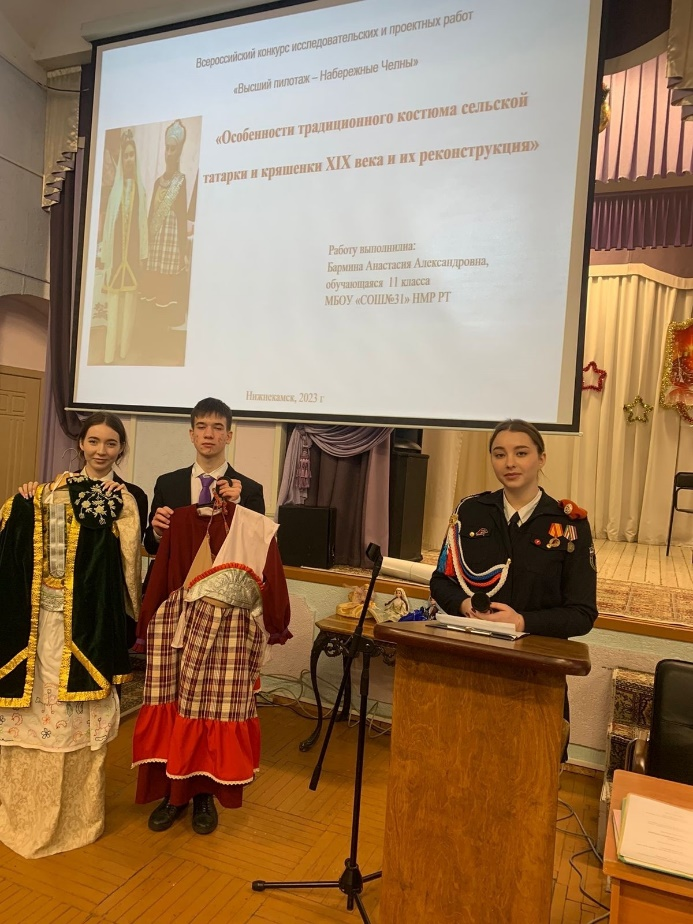 Всероссийский конкурс исследовательских и проектных работ
«Высший пилотаж – Набережные Челны»
«Особенности традиционного костюма сельской
татарки и кряшенки XIX века и их реконструкция»
Работу выполнила:
Бармина Анастасия Александровна,
обучающаяся 11 класса
МБОУ «СОШ№31» НМР РТ
Нижнекамск, 2023 г